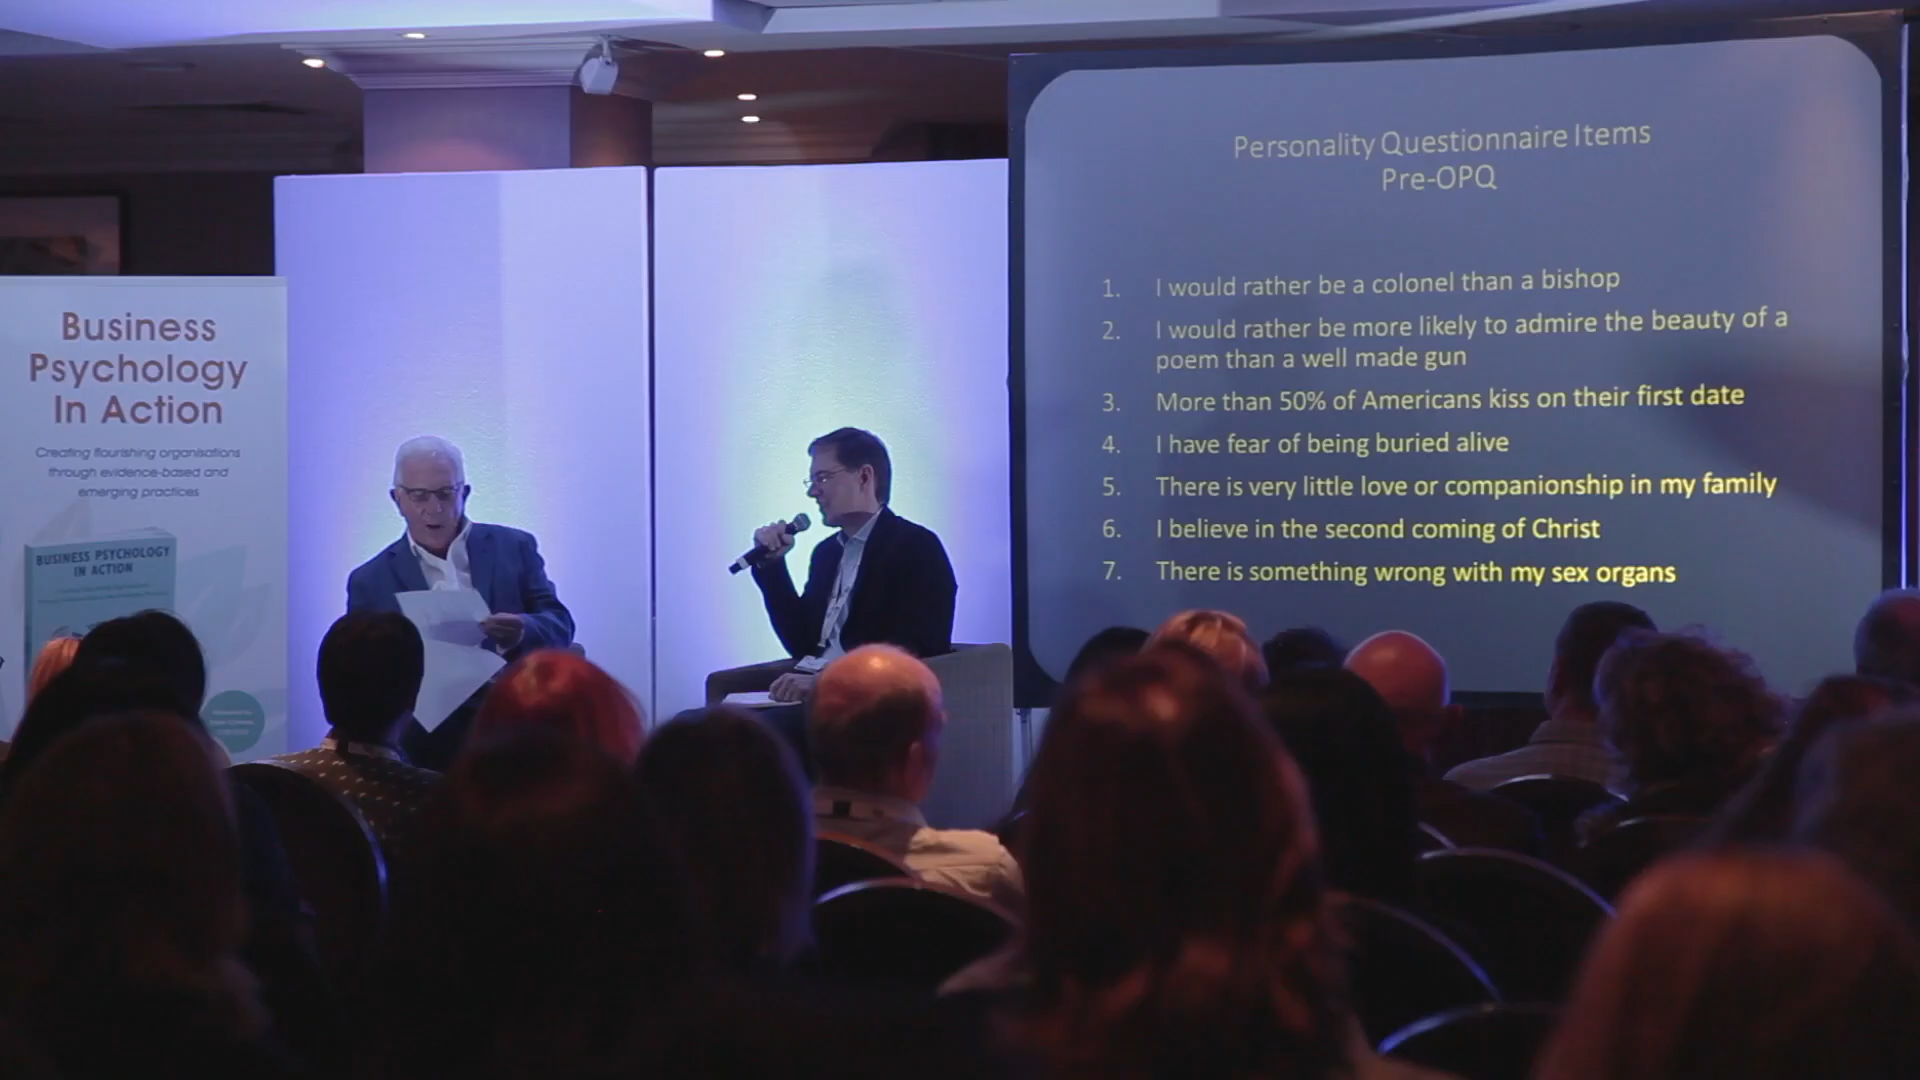 Business
Psychology
In Action
Creating flourishing organisations
through evidence-based and
emerging practices
BUSINESS PSYCHOLOGY
IN ACTION
Personality Questionnaire Items
Pre-OPQ
1. I would rather be a colonel than a bishop
2. I would rather be more likely to admire the beauty of a
poem than a well made gun
3. More than 50% of Americans kiss on their first date
4. I have fear of being buried alive
5. There is very little love or companionship in my family
6. I believe in the second coming of Christ
7. There is something wrong with my sex organs